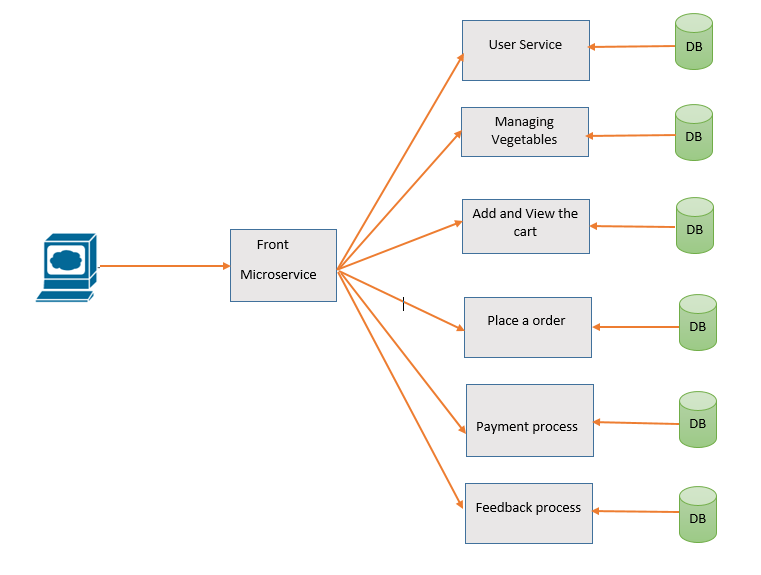 User Service
DB
Managing
Vegetables
DB
Add and View the
cart
DB
Front
Microservice
Place a order
DB
Payment process
DB
Feedback process
DB